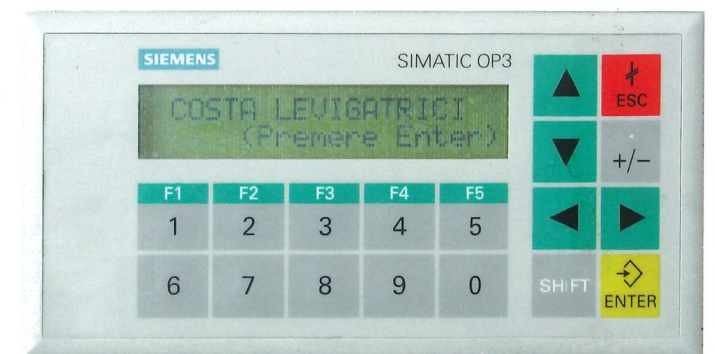 SIEMENS
SIMATIC OP3
COSTA LEVIGATRICI
(Premere Enter)
ESC
+/−
F1 F2 F3 F4 F5
1 2 3 4 5
6 7 8 9 0
SHIFT
ENTER